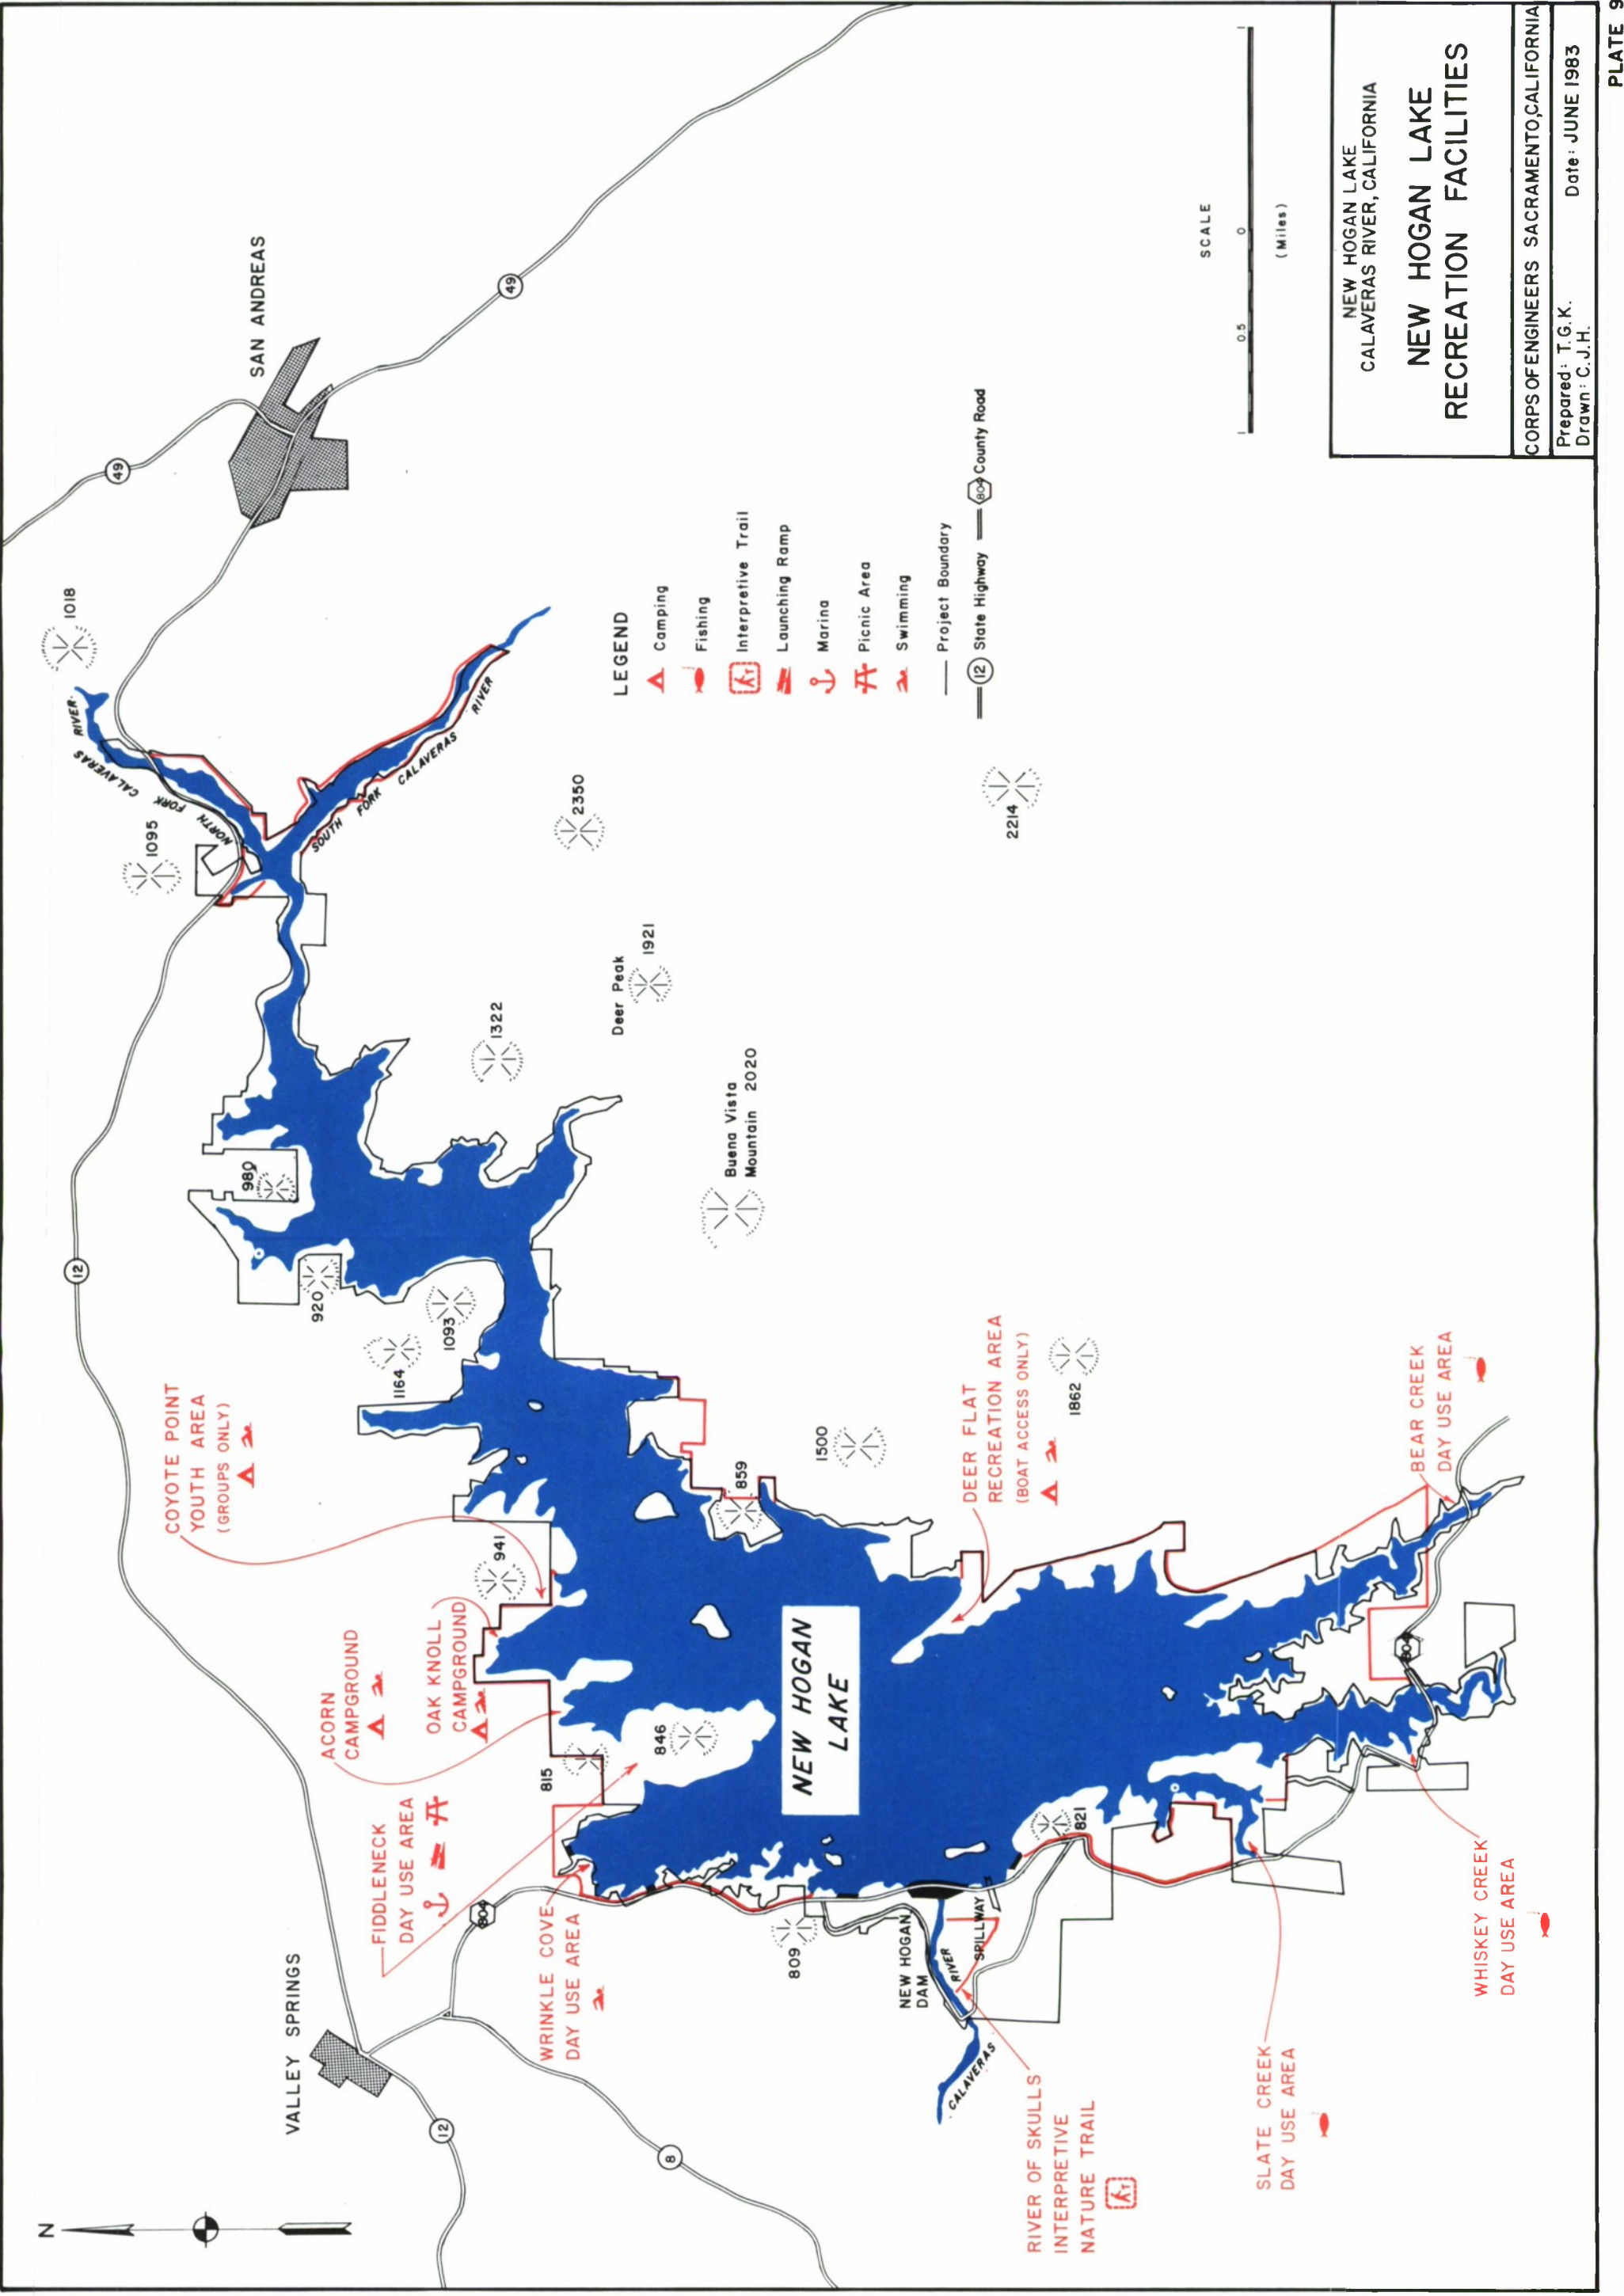 N
VALLEY SPRINGS
SAN ANDREAS
12
12
49
49
8
804
804
COYOTE POINT
YOUTH AREA
(GROUPS ONLY)
ACORN
CAMPGROUND
OAK KNOLL
CAMPGROUND
FIDDLENECK
DAY USE AREA
WRINKLE COVE
DAY USE AREA
1018
1095
NORTH FORK CALAVERAS RIVER
SOUTH FORK CALAVERAS RIVER
980
920
1164
1093
941
815
846
809
821
859
1322
2350
Deer Peak
1921
Buena Vista
Mountain 2020
2214
1500
1862
NEW HOGAN
LAKE
NEW HOGAN
DAM
SPILLWAY
CALAVERAS RIVER
RIVER OF SKULLS
INTERPRETIVE
NATURE TRAIL
DEER FLAT
RECREATION AREA
(BOAT ACCESS ONLY)
SLATE CREEK
DAY USE AREA
WHISKEY CREEK
DAY USE AREA
BEAR CREEK
DAY USE AREA
LEGEND
Camping
Fishing
Interpretive Trail
Launching Ramp
Marina
Picnic Area
Swimming
Project Boundary
12 State Highway 804 County Road
SCALE
1 0.5 0 1
(Miles)
NEW HOGAN LAKE
CALAVERAS RIVER, CALIFORNIA
NEW HOGAN LAKE
RECREATION FACILITIES
CORPS OF ENGINEERS SACRAMENTO, CALIFORNIA
Prepared: T.G.K.
Drawn: C.J.H. Date: JUNE 1983
PLATE 9